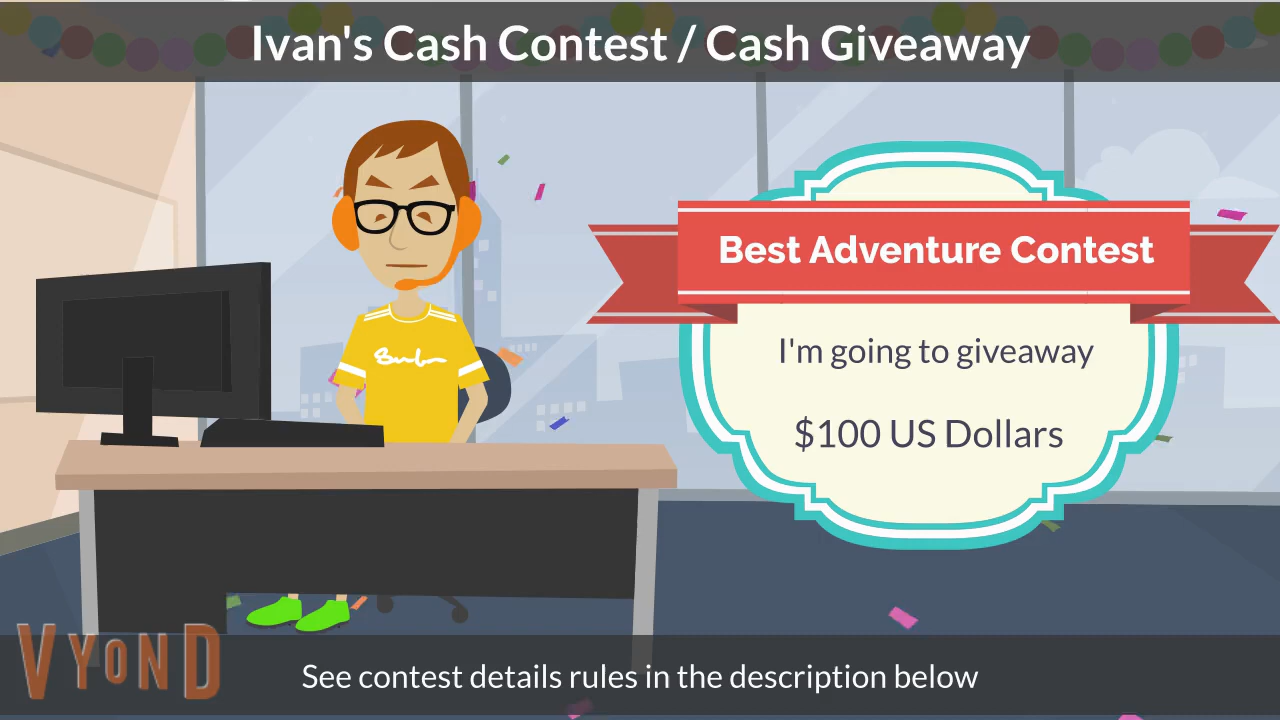 Ivan's Cash Contest / Cash Giveaway
Best Adventure Contest
I'm going to giveaway
$100 US Dollars
VYOND
See contest details rules in the description below